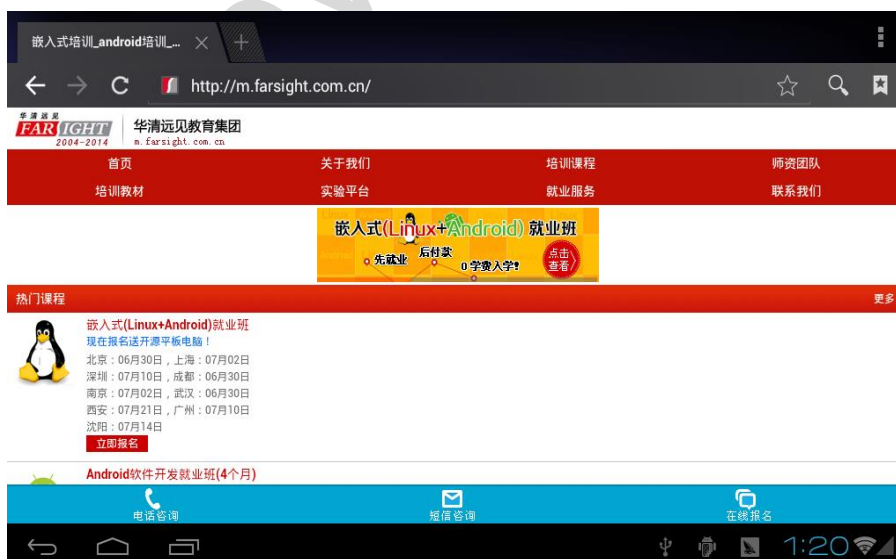 嵌入式培训_android培训_...
http://m.farsight.com.cn/
华清远见
FARSIGHT
2004-2014
华清远见教育集团
m.farsight.com.cn
首页 关于我们 培训课程 师资团队
培训教材 实验平台 就业服务 联系我们
嵌入式(Linux+Android)就业班
先就业 后付款 0学费入学! 点击查看
热门课程 更多
嵌入式(Linux+Android)就业班
现在报名送开源平板电脑！
北京：06月30日，上海：07月02日
深圳：07月10日，成都：06月30日
南京：07月02日，武汉：06月30日
西安：07月21日，广州：07月10日
沈阳：07月14日
立即报名
Android软件开发就业班(4个月)
电话咨询 短信咨询 在线报名
1:20